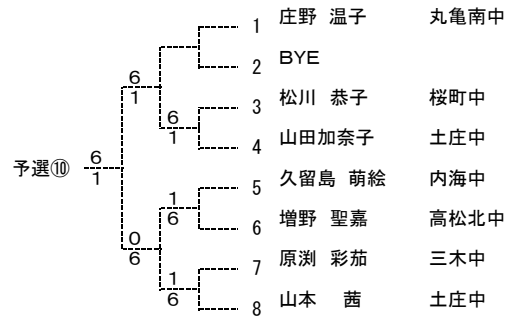 1 庄野 温子 丸亀南中
2 BYE
6
1
3 松川 恭子 桜町中
6
1
4 山田加奈子 土庄中
予選⑩
6
1
5 久留島 萌絵 内海中
1
6
6 増野 聖嘉 高松北中
0
6
7 原渕 彩茄 三木中
1
6
8 山本 茜 土庄中